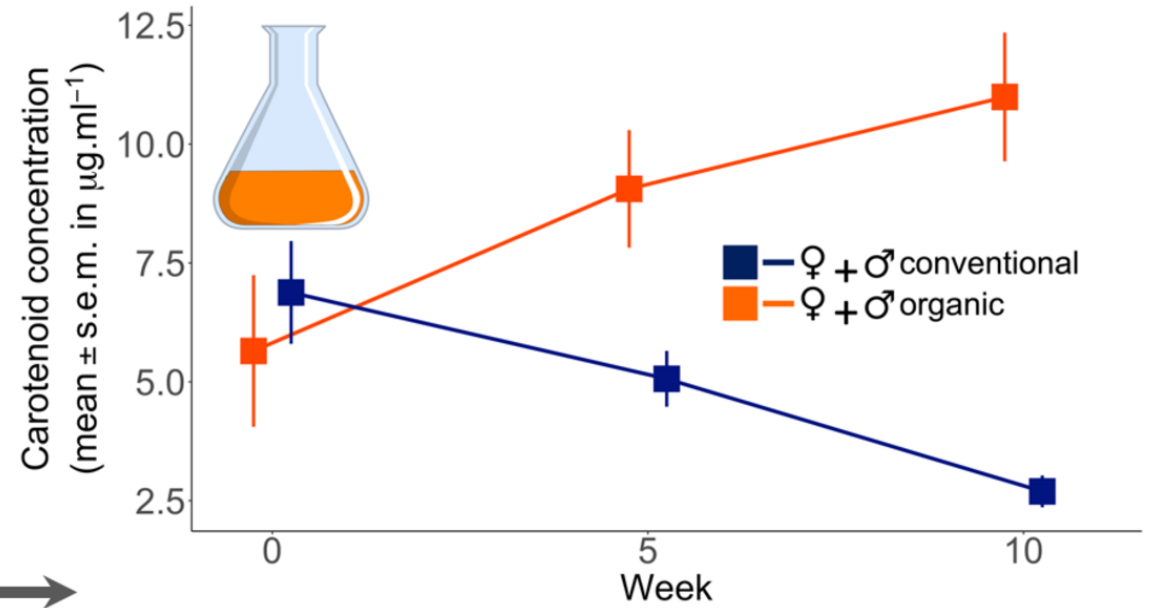 Carotenoid concentration
(mean ± s.e.m. in µg.ml⁻¹)
12.5
10.0
7.5
5.0
2.5
♀ + ♂ conventional
♀ + ♂ organic
0 5 10
Week